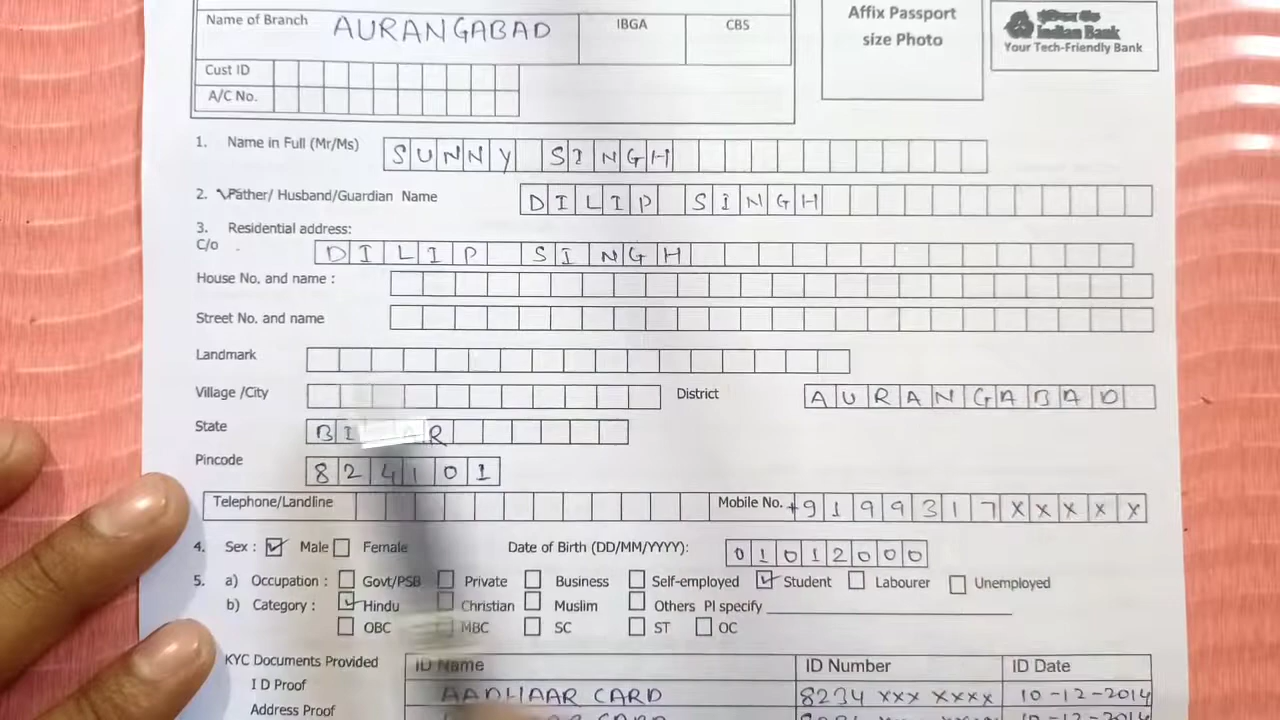 Name of Branch AURANGABAD IBGA CBS
Affix Passport
size Photo
Indian Bank
Your Tech-Friendly Bank
Cust ID
A/C No.
1. Name in Full (Mr/Ms) SUNNY SINGH
2. Father/ Husband/Guardian Name DILIP SINGH
3. Residential address:
C/o DILIP SINGH
House No. and name :
Street No. and name
Landmark
Village /City District AURANGABAD
State
Pincode 824101
Telephone/Landline Mobile No. +9199317xxxxx
4. Sex : Male Female Date of Birth (DD/MM/YYYY): 01012000
5. a) Occupation : Govt/PSB Private Business Self-employed Student Labourer Unemployed
b) Category : Hindu Christian Muslim Others Pl specify
OBC MBC SC ST OC
KYC Documents Provided ID Name ID Number ID Date
I D Proof AADHAAR CARD 8234 xxx xxxx 10-12-2014
Address Proof CARD 10-12-2014